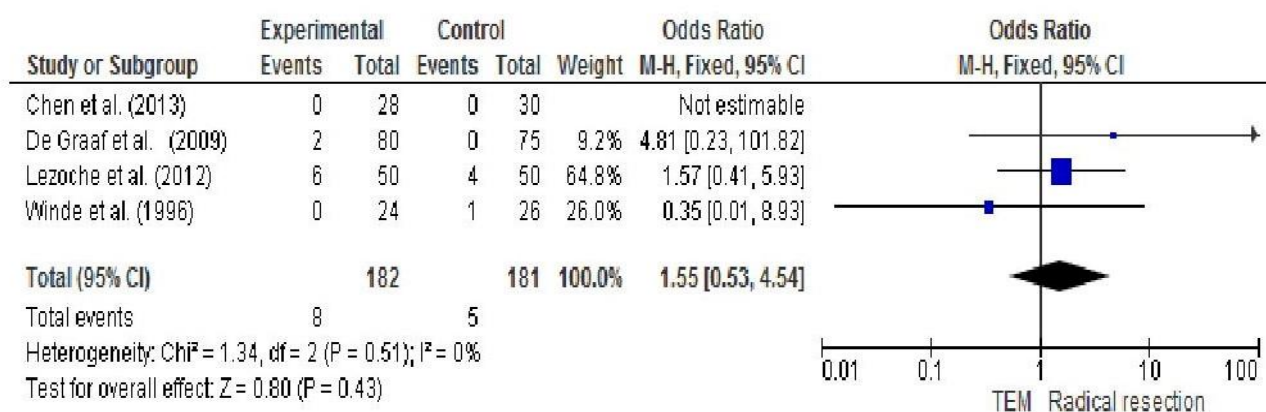 Experimental Control Odds Ratio Odds Ratio
Study or Subgroup Events Total Events Total Weight M-H, Fixed, 95% CI M-H, Fixed, 95% CI
Chen et al. (2013) 0 28 0 30 Not estimable
De Graaf et al. (2009) 2 80 0 75 9.2% 4.81 [0.23, 101.82]
Lezoche et al. (2012) 6 50 4 50 64.8% 1.57 [0.41, 5.93]
Winde et al. (1996) 0 24 1 26 26.0% 0.35 [0.01, 8.93]
Total (95% CI) 182 181 100.0% 1.55 [0.53, 4.54]
Total events 8 5
Heterogeneity: Chi² = 1.34, df = 2 (P = 0.51); I² = 0%
Test for overall effect: Z = 0.80 (P = 0.43)
0.01 0.1 1 10 100
TEM Radical resection